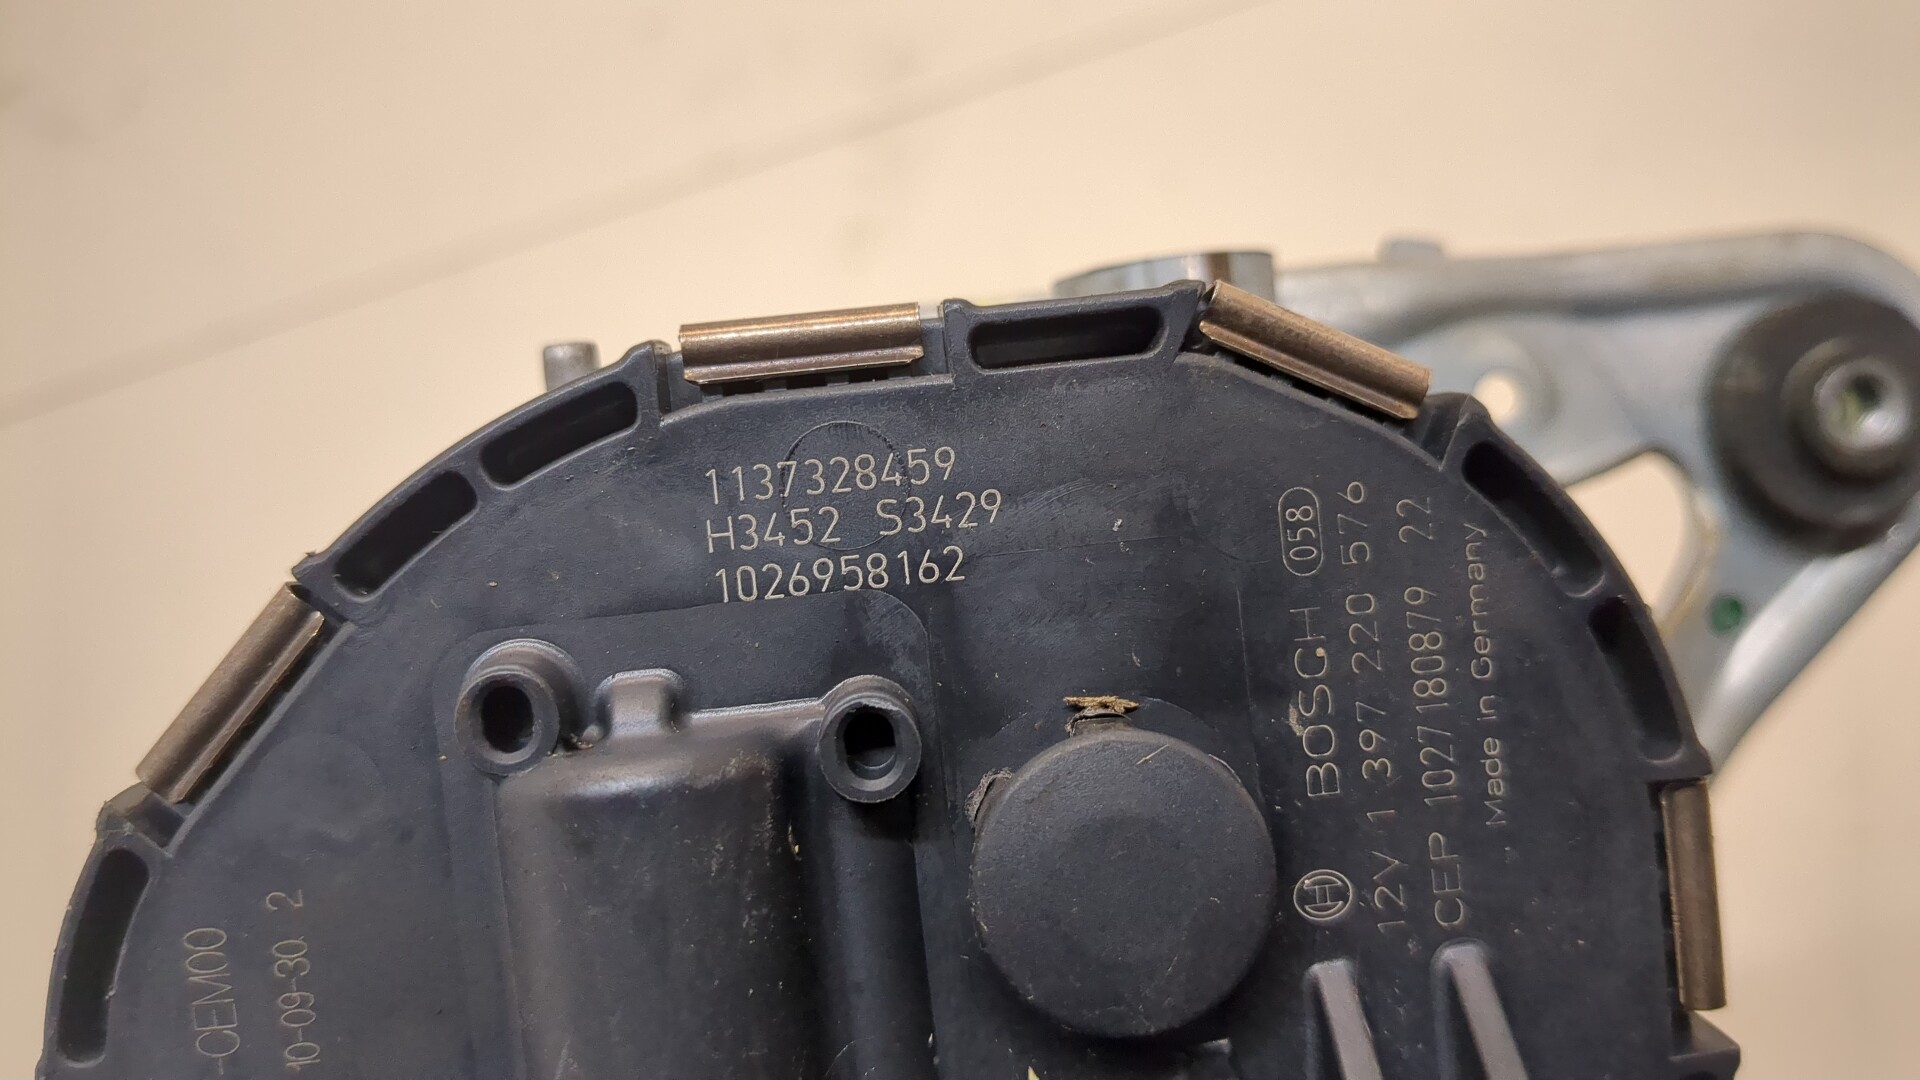 1137328459
H3452 S3429
1026958162
BOSCH 058
12V 1 397 220 576
CEP 1027180879 22
Made in Germany
-CEM00
10-09-30 2